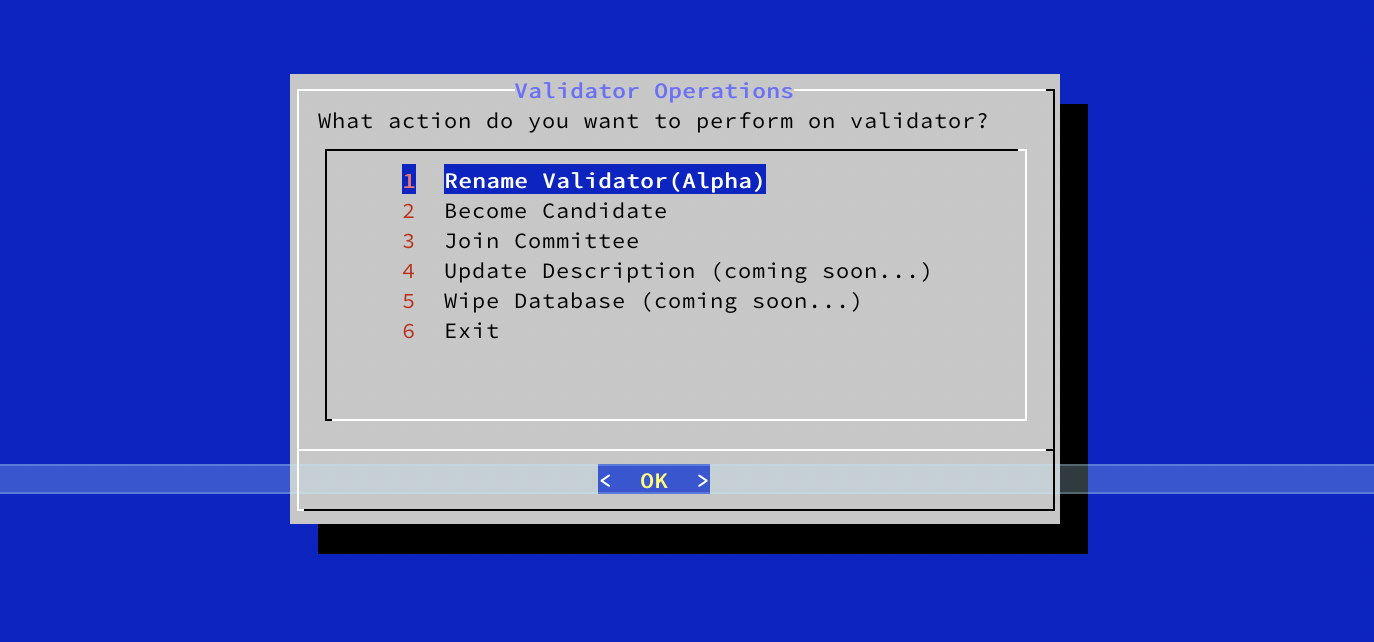 Validator Operations
What action do you want to perform on validator?
1 Rename Validator(Alpha)
2 Become Candidate
3 Join Committee
4 Update Description (coming soon...)
5 Wipe Database (coming soon...)
6 Exit
< OK >